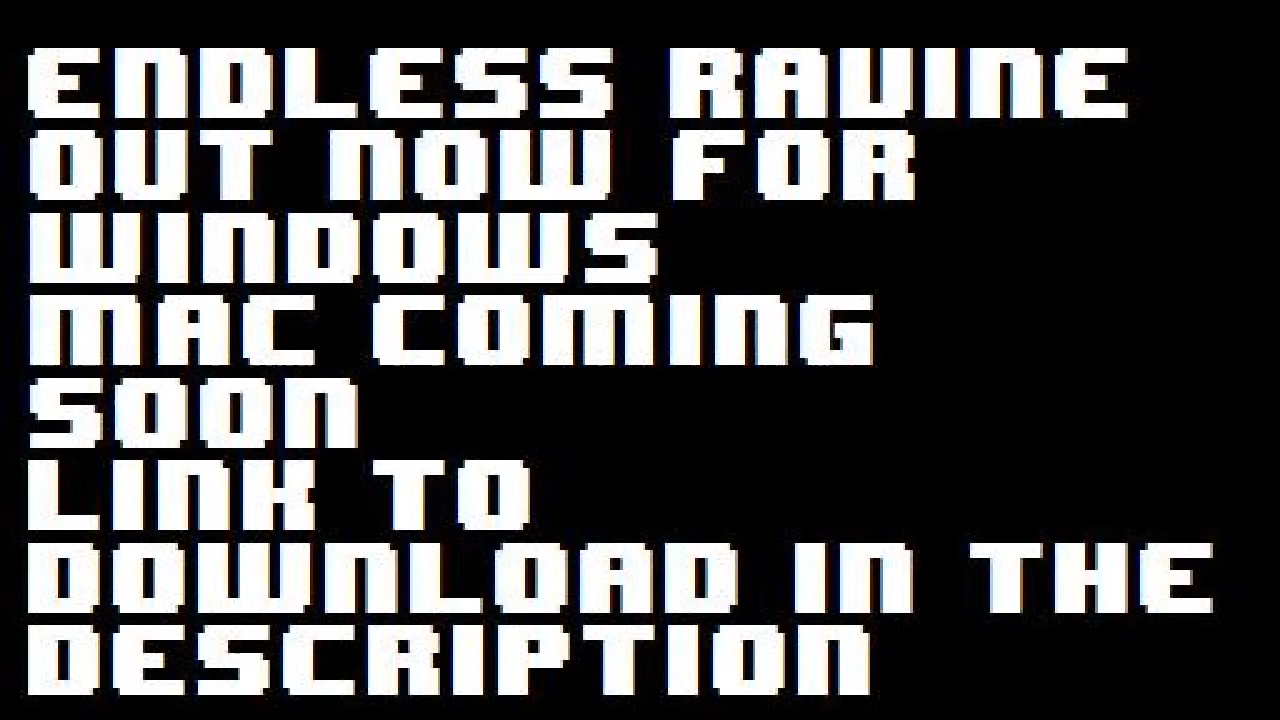 ENDLESS RAVINE
OUT NOW FOR
WINDOWS
MAC COMING
SOON
LINK TO
DOWNLOAD IN THE
DESCRIPTION